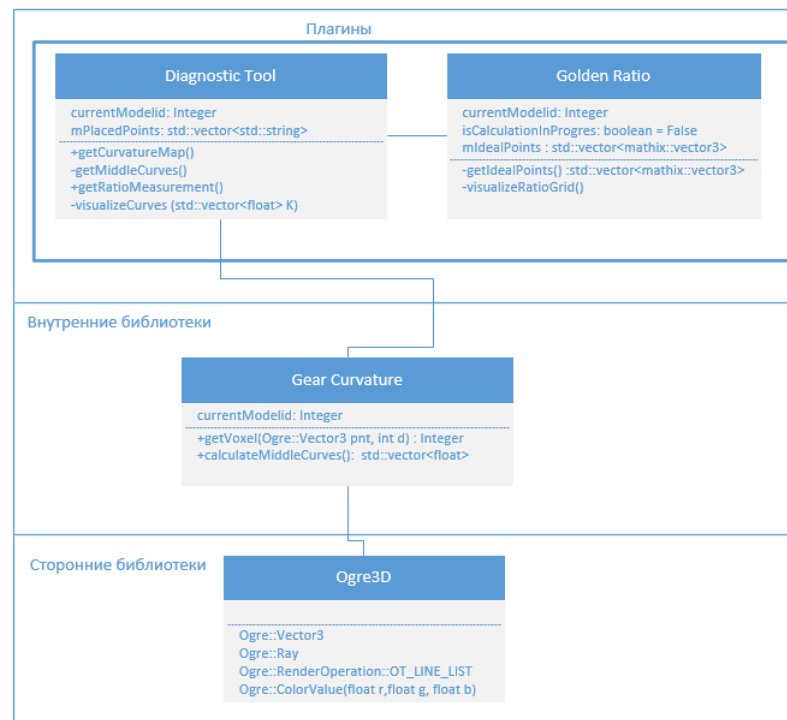 Плагины
Diagnostic Tool
currentModelid: Integer
mPlacedPoints: std::vector<std::string>
+getCurvatureMap()
-getMiddleCurves()
+getRatioMeasurement()
-visualizeCurves (std::vector<float> K)
Golden Ratio
currentModelid: Integer
isCalculationInProgres: boolean = False
mIdealPoints : std::vector<mathix::vector3>
-getIdealPoints() :std::vector<mathix::vector3>
-visualizeRatioGrid()
Внутренние библиотеки
Gear Curvature
currentModelid: Integer
+getVoxel(Ogre::Vector3 pnt, int d) : Integer
+calculateMiddleCurves(): std::vector<float>
Сторонние библиотеки
Ogre3D
Ogre::Vector3
Ogre::Ray
Ogre::RenderOperation::OT_LINE_LIST
Ogre::ColorValue(float r,float g, float b)